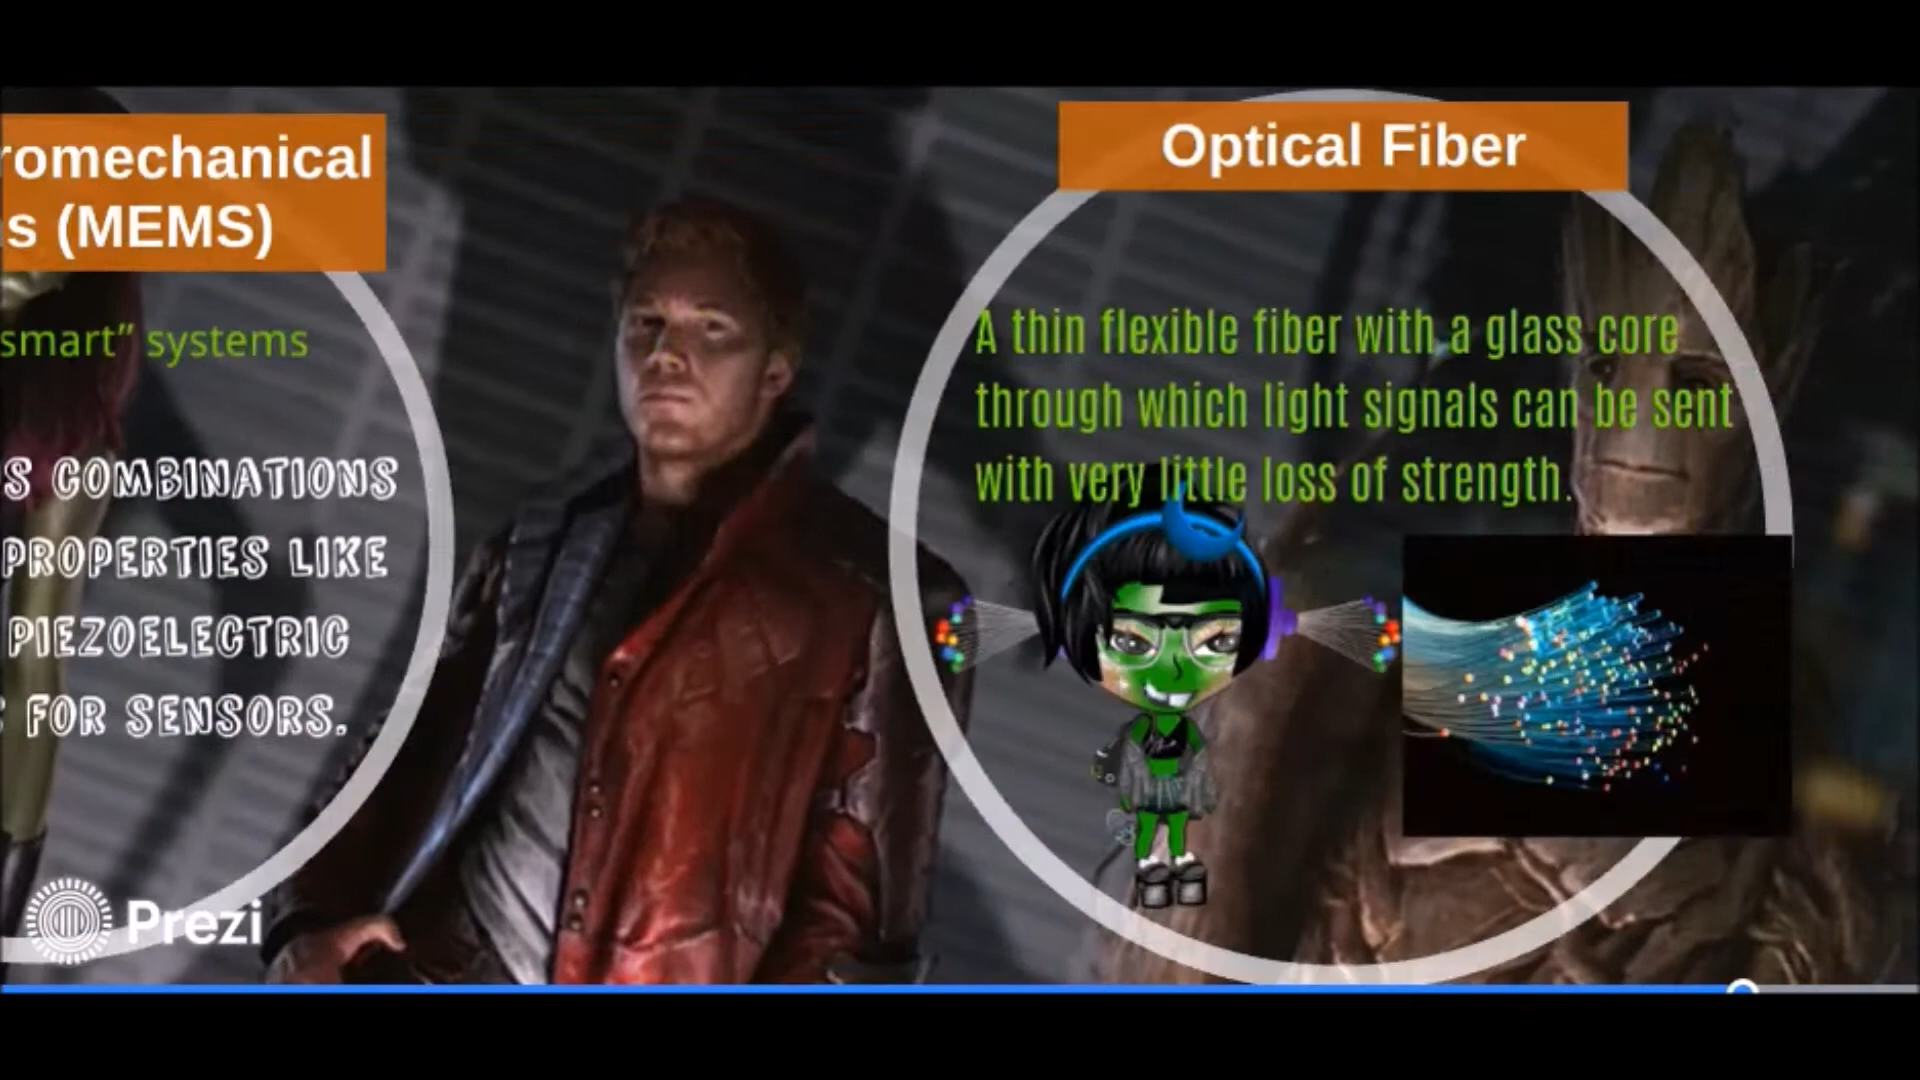 romechanical
s (MEMS)
smart” systems
S COMBINATIONS
PROPERTIES LIKE
PIEZOELECTRIC
FOR SENSORS.
Optical Fiber
A thin flexible fiber with a glass core
through which light signals can be sent
with very little loss of strength.
Prezi